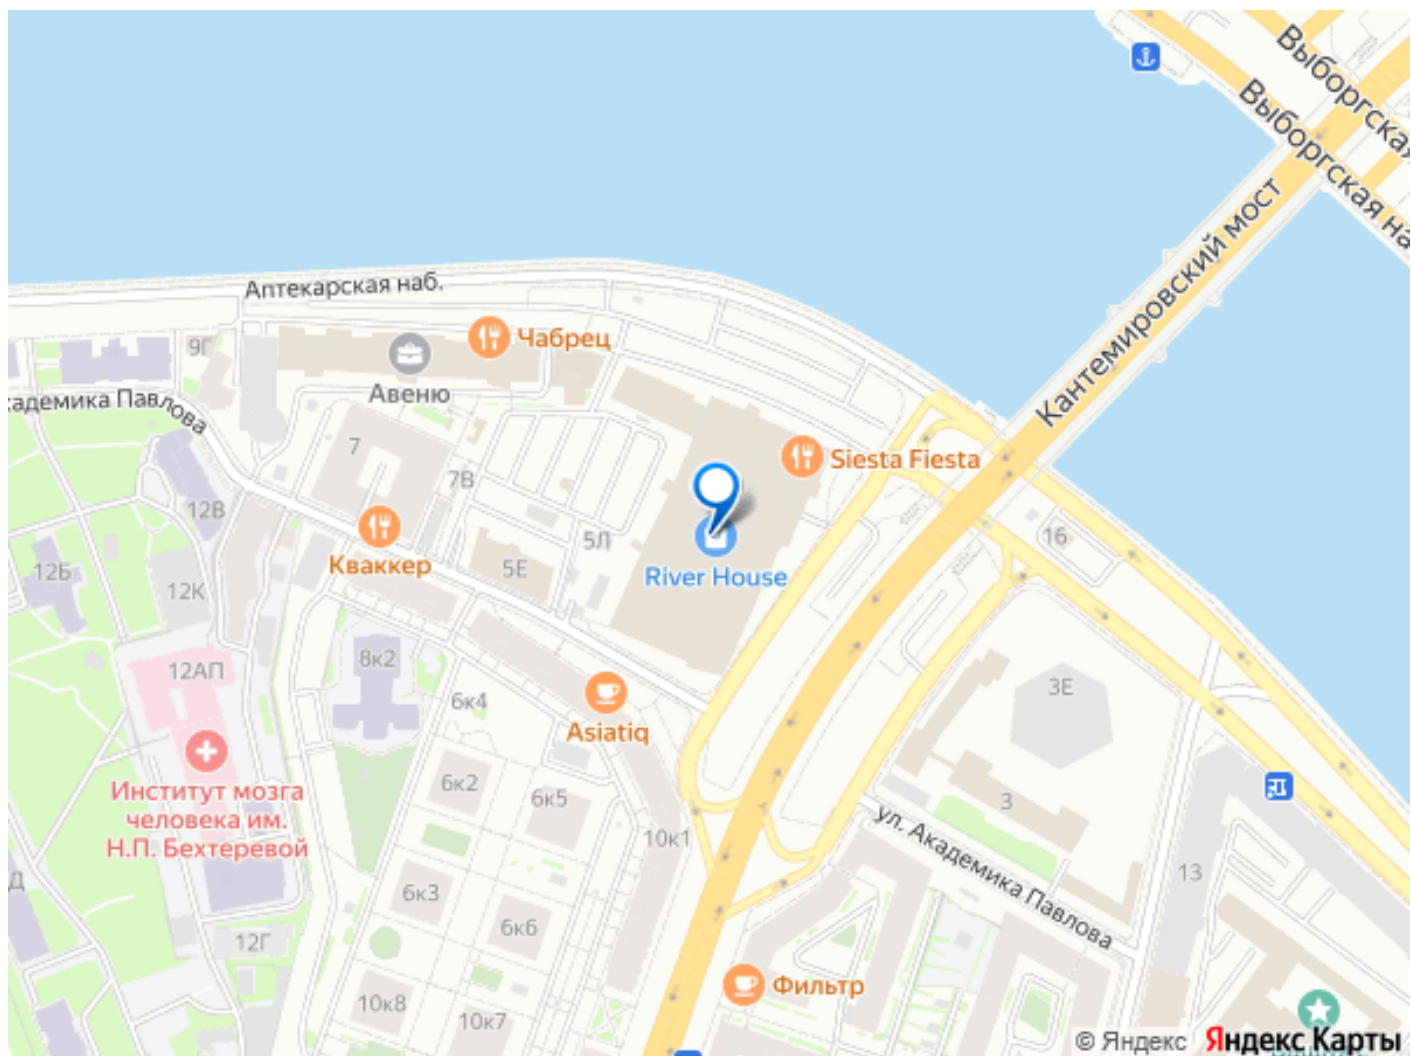 Выборгская
Выборгская на
Кантемировский мост
Аптекарская наб.
Чабрец
9Г
Авеню
кадемика Павлова
7
7В
Siesta Fiesta
12В
Кваккер
5Л
5Е
River House
16
12Б
12К
12АП
8к2
6к4
Asiatiq
3Е
Институт мозга
человека им.
Н.П. Бехтеревой
6к2
6к5
10к1
3
ул. Академика Павлова
13
Д
6к3
6к6
12Г
10к8
10к7
Фильтр
© Яндекс Яндекс Карты